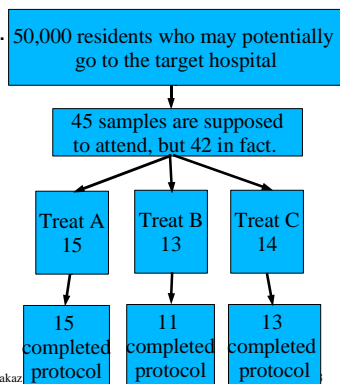 50,000 residents who may potentially
go to the target hospital
45 samples are supposed
to attend, but 42 in fact.
Treat A
15
Treat B
13
Treat C
14
15
completed
protocol
11
completed
protocol
13
completed
protocol